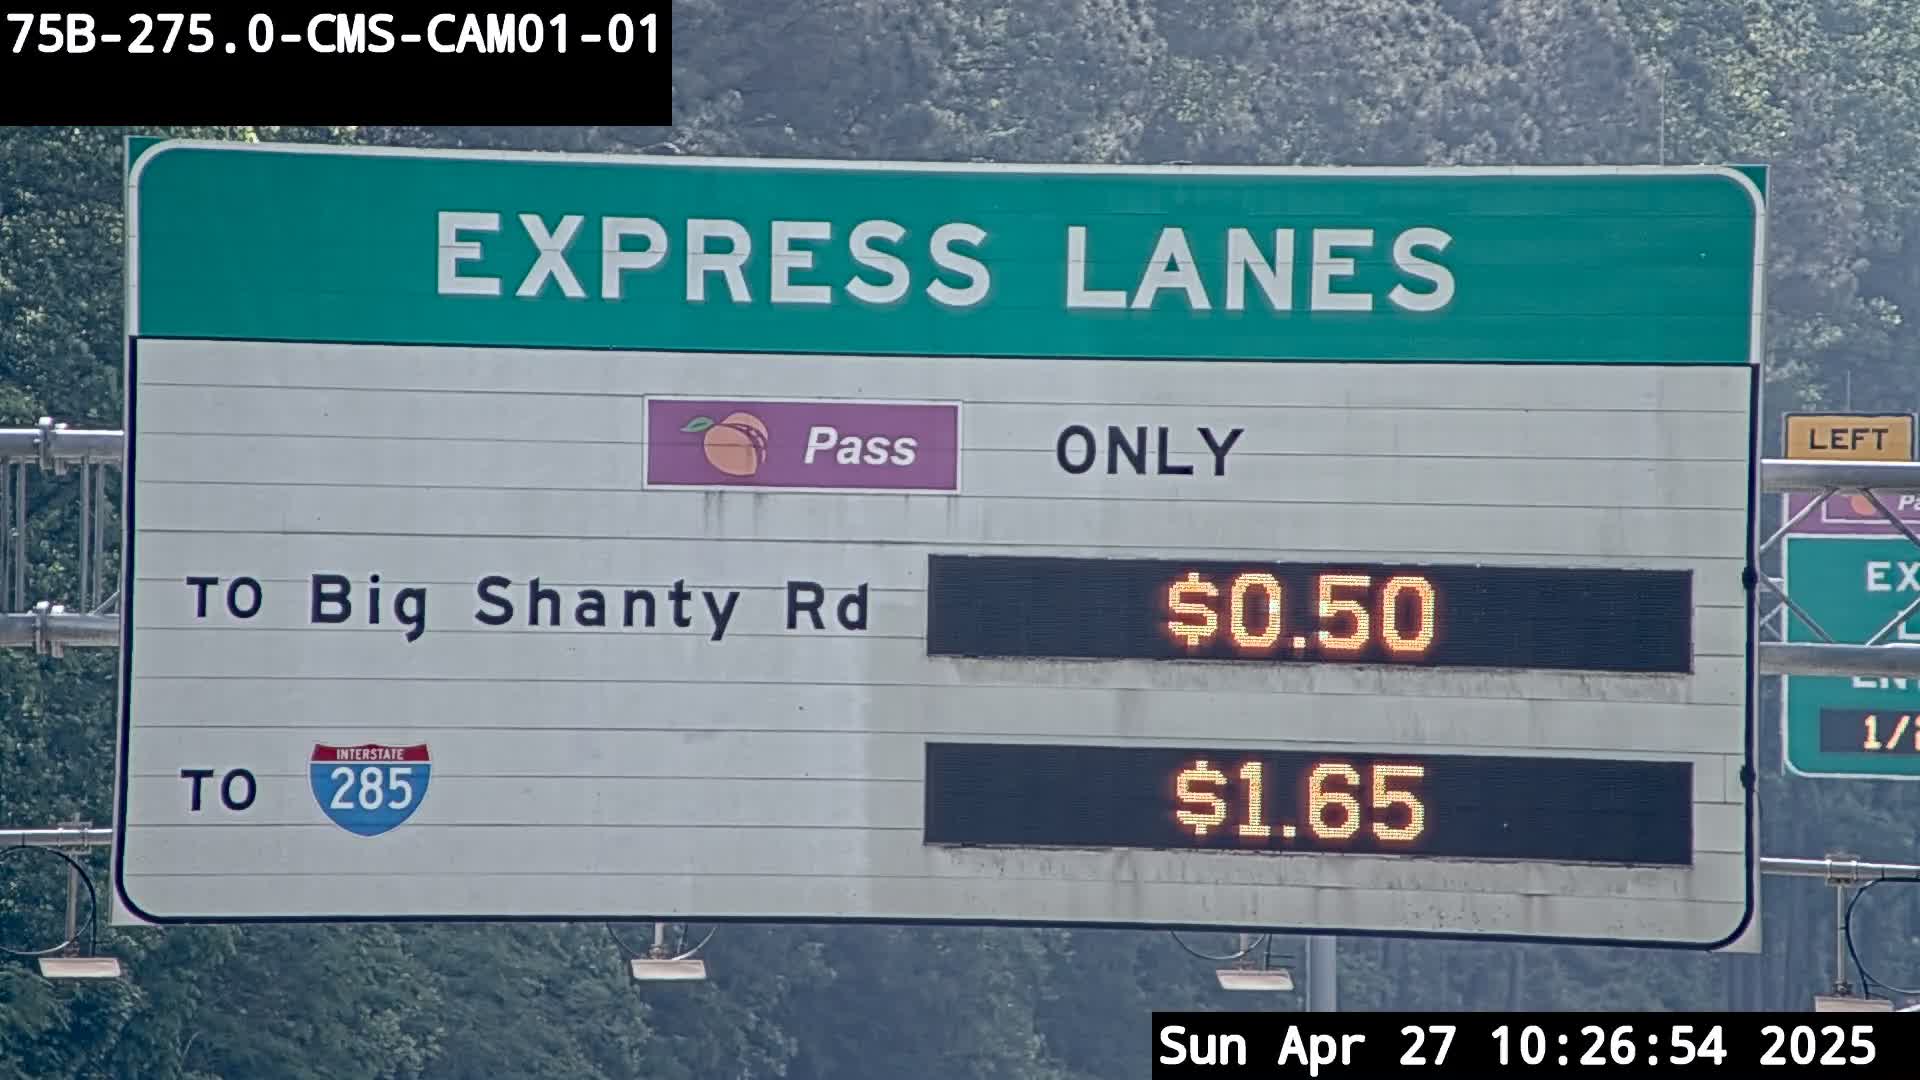 75B-275.0-CMS-CAM01-01
EXPRESS LANES
Pass ONLY
TO Big Shanty Rd $0.50
TO INTERSTATE 285 $1.65
LEFT
Sun Apr 27 10:26:54 2025